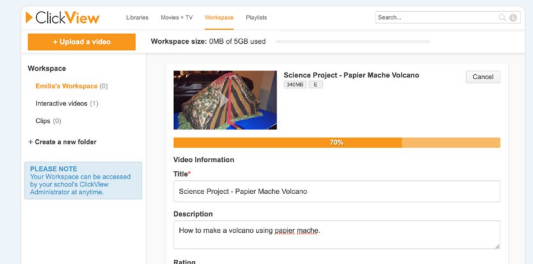 ClickView
Libraries
Movies + TV
Workspace
Playlists
Search...
+ Upload a video
Workspace size: 0MB of 5GB used
Workspace
Emilia's Workspace (0)
Interactive videos (1)
Clips (0)
+ Create a new folder
PLEASE NOTE
Your Workspace can be accessed
by your school's ClickView
Administrator at anytime.
Science Project - Papier Mache Volcano
340MB E
Cancel
70%
Video Information
Title*
Science Project - Papier Mache Volcano
Description
How to make a volcano using papier mache.
Rating